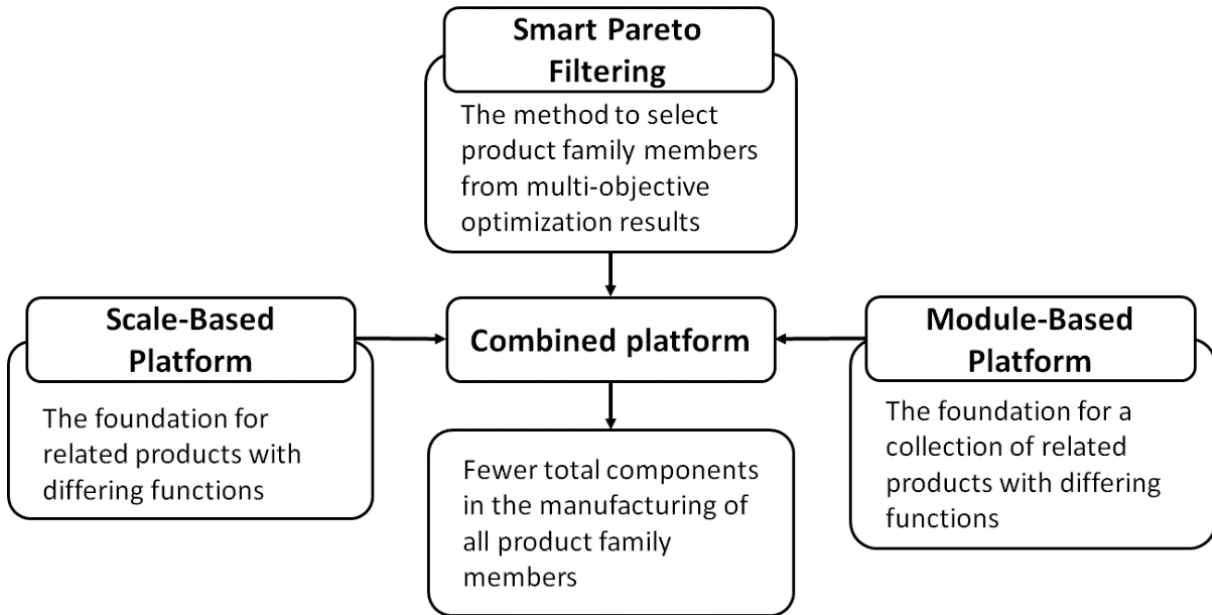 Smart Pareto
Filtering
The method to select
product family members
from multi-objective
optimization results
Scale-Based
Platform
The foundation for
related products with
differing functions
Combined platform
Module-Based
Platform
The foundation for a
collection of related
products with differing
functions
Fewer total components
in the manufacturing of
all product family
members